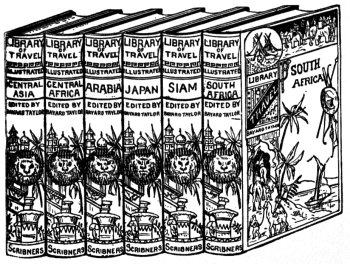 LIBRARY
OF
TRAVEL
ILLUSTRATED
CENTRAL
ASIA
EDITED BY
BAYARD TAYLOR
SCRIBNERS
LIBRARY
OF
TRAVEL
ILLUSTRATED
CENTRAL
AFRICA
EDITED BY
BAYARD TAYLOR
SCRIBNERS
LIBRARY
OF
TRAVEL
ILLUSTRATED
ARABIA
EDITED BY
BAYARD TAYLOR
SCRIBNERS
LIBRARY
OF
TRAVEL
ILLUSTRATED
JAPAN
EDITED BY
BAYARD TAYLOR
SCRIBNERS
LIBRARY
OF
TRAVEL
ILLUSTRATED
SIAM
EDITED BY
BAYARD TAYLOR
SCRIBNERS
LIBRARY
OF
TRAVEL
ILLUSTRATED
SOUTH
AFRICA
EDITED BY
BAYARD TAYLOR
SCRIBNERS
LIBRARY
BAYARD TAYLOR
SOUTH
AFRICA